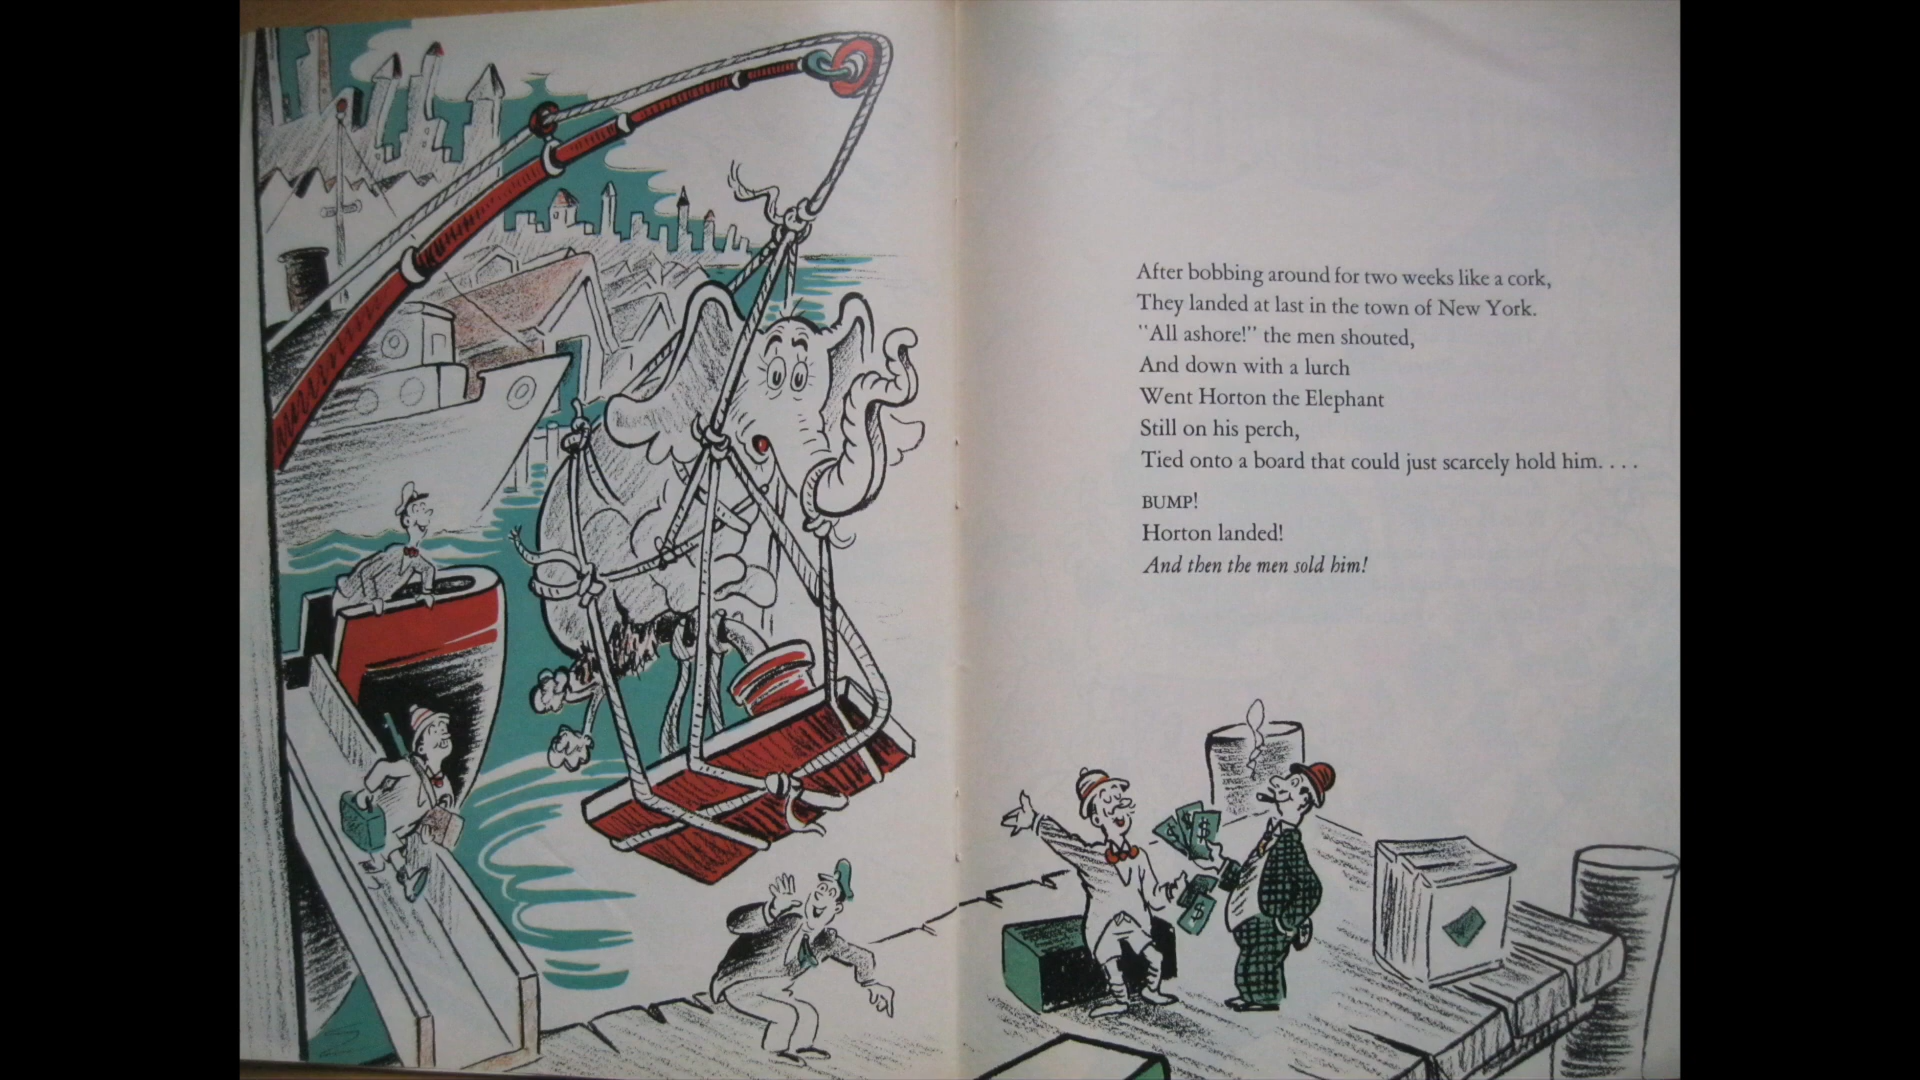 After bobbing around for two weeks like a cork,
They landed at last in the town of New York.
"All ashore!" the men shouted,
And down with a lurch
Went Horton the Elephant
Still on his perch,
Tied onto a board that could just scarcely hold him. . . .
BUMP!
Horton landed!
And then the men sold him!
$
$
$
$